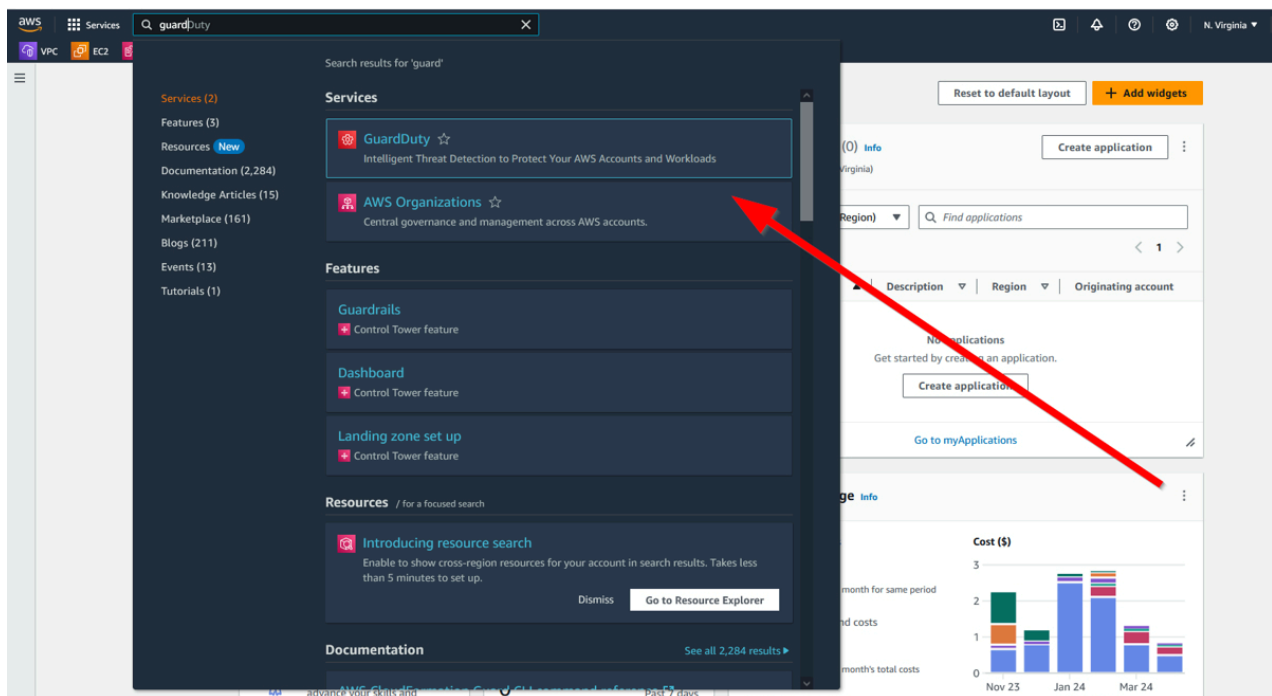 aws
Services
guardDuty
N. Virginia
VPC
EC2
Search results for 'guard'
Services (2)
Features (3)
Resources New
Documentation (2,284)
Knowledge Articles (15)
Marketplace (161)
Blogs (211)
Events (13)
Tutorials (1)
Services
GuardDuty
Intelligent Threat Detection to Protect Your AWS Accounts and Workloads
AWS Organizations
Central governance and management across AWS accounts.
Features
Guardrails
Control Tower feature
Dashboard
Control Tower feature
Landing zone set up
Control Tower feature
Resources / for a focused search
Introducing resource search
Enable to show cross-region resources for your account in search results. Takes less
than 5 minutes to set up.
Dismiss
Go to Resource Explorer
Documentation
See all 2,284 results
AWS CloudFormation Guard CLI command reference
Reset to default layout
+ Add widgets
(0) Info
Virginia)
Create application
Region)
Find applications
1
Description
Region
Originating account
No applications
Get started by creating an application.
Create application
Go to myApplications
ge Info
Cost ($)
month for same period
nd costs
month's total costs
3
2
1
0
Nov 23
Jan 24
Mar 24
advance your skills and
Past 7 days